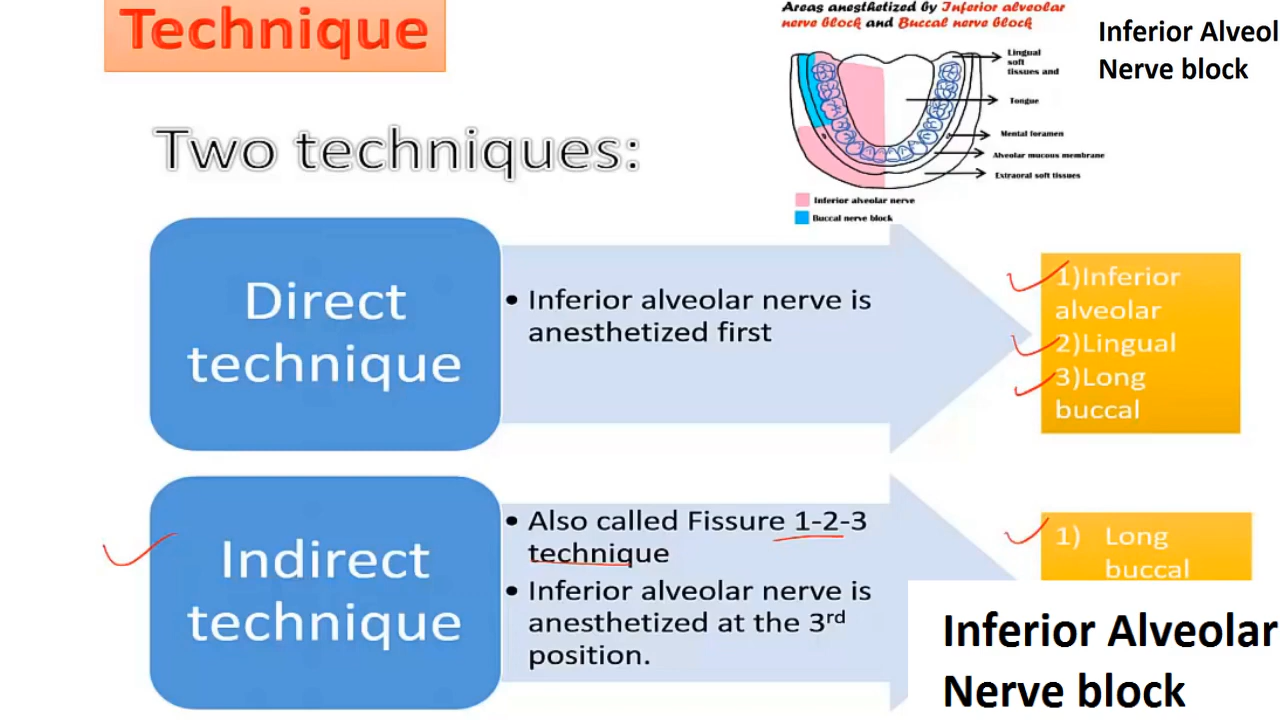 Technique
Areas anesthetized by Inferior alveolar
nerve block and Buccal nerve block
Inferior Alveol
Nerve block
Lingual
soft
tissues and
Tongue
Mental foramen
Alveolar mucous membrane
Extraoral soft tissues
Inferior alveolar nerve
Buccal nerve block
Two techniques:
Direct
technique
• Inferior alveolar nerve is
anesthetized first
1)Inferior
alveolar
2)Lingual
3)Long
buccal
Indirect
technique
• Also called Fissure 1-2-3
technique
• Inferior alveolar nerve is
anesthetized at the 3rd
position.
1) Long
buccal
Inferior Alveolar
Nerve block